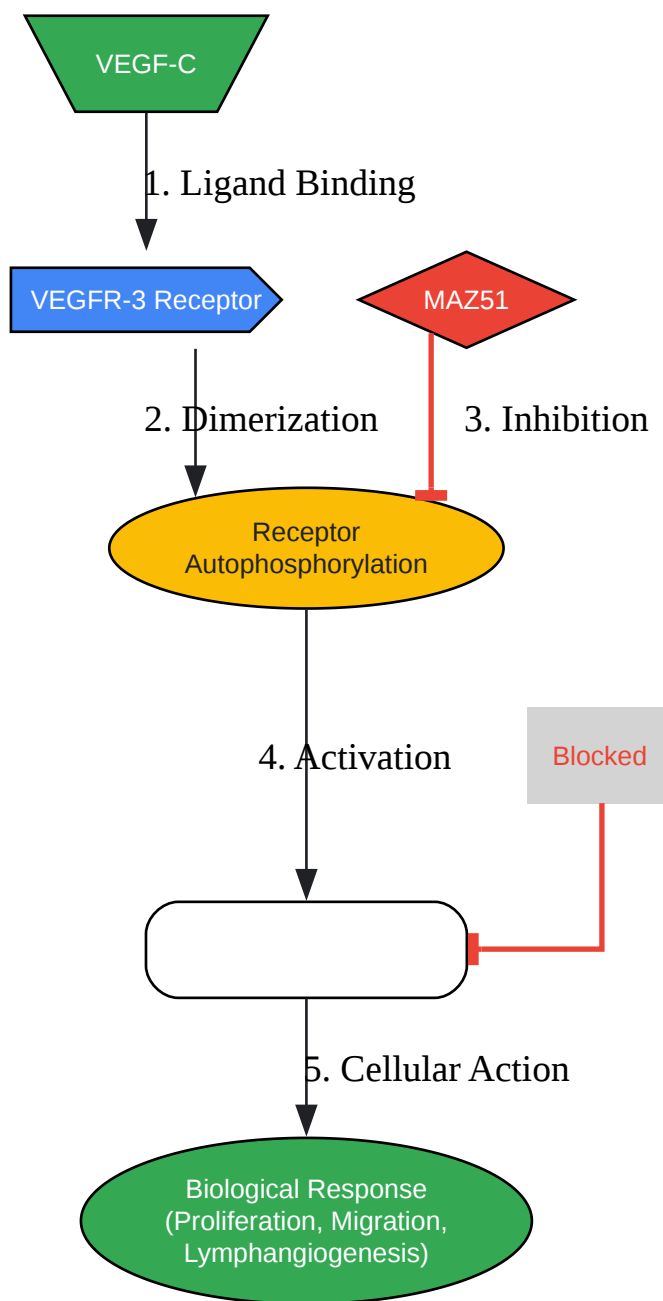 VEGF-C
1. Ligand Binding
VEGFR-3 Receptor
MAZ51
2. Dimerization
3. Inhibition
Receptor
Autophosphorylation
4. Activation
Blocked
5. Cellular Action
Biological Response
(Proliferation, Migration,
Lymphangiogenesis)